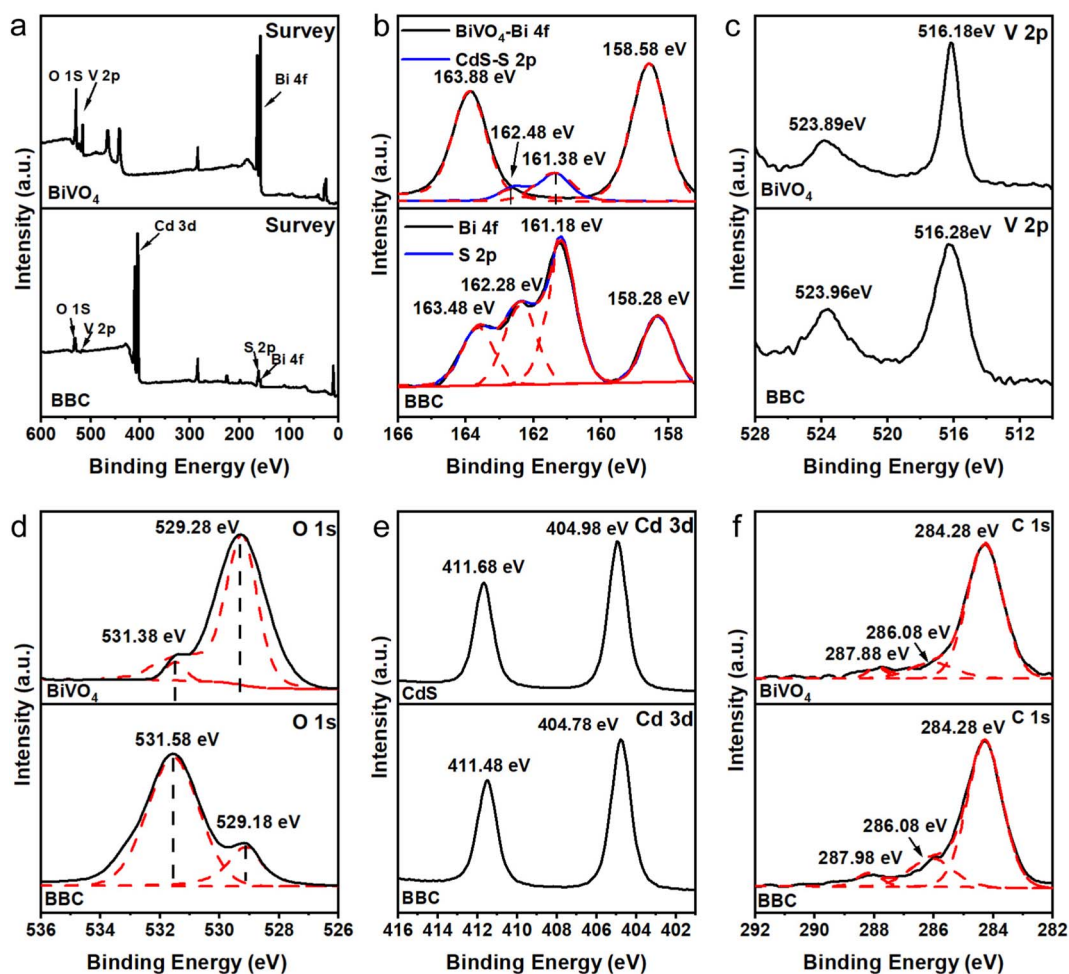 a
Survey
O 1S
V 2p
Bi 4f
BiVO₄
Survey
Cd 3d
O 1S
V 2p
S 2p
Bi 4f
BBC
600 500 400 300 200 100 0
Binding Energy (eV)
Intensity (a.u.)
b
BiVO₄-Bi 4f
CdS-S 2p
163.88 eV
158.58 eV
162.48 eV
161.38 eV
Bi 4f
S 2p
161.18 eV
162.28 eV
163.48 eV
158.28 eV
BBC
166 164 162 160 158
Binding Energy (eV)
Intensity (a.u.)
c
516.18eV
V 2p
523.89eV
BiVO₄
V 2p
516.28eV
523.96eV
BBC
528 524 520 516 512
Binding Energy (eV)
Intensity (a.u.)
d
529.28 eV
O 1s
531.38 eV
BiVO₄
O 1s
531.58 eV
529.18 eV
BBC
536 534 532 530 528 526
Binding Energy (eV)
Intensity (a.u.)
e
404.98 eV
Cd 3d
411.68 eV
CdS
404.78 eV
Cd 3d
411.48 eV
BBC
416 414 412 410 408 406 404 402
Binding Energy (eV)
Intensity (a.u.)
f
C 1s
284.28 eV
286.08 eV
287.88 eV
BiVO₄
C 1s
284.28 eV
286.08 eV
287.98 eV
BBC
292 290 288 286 284 282
Binding Energy (eV)
Intensity (a.u.)